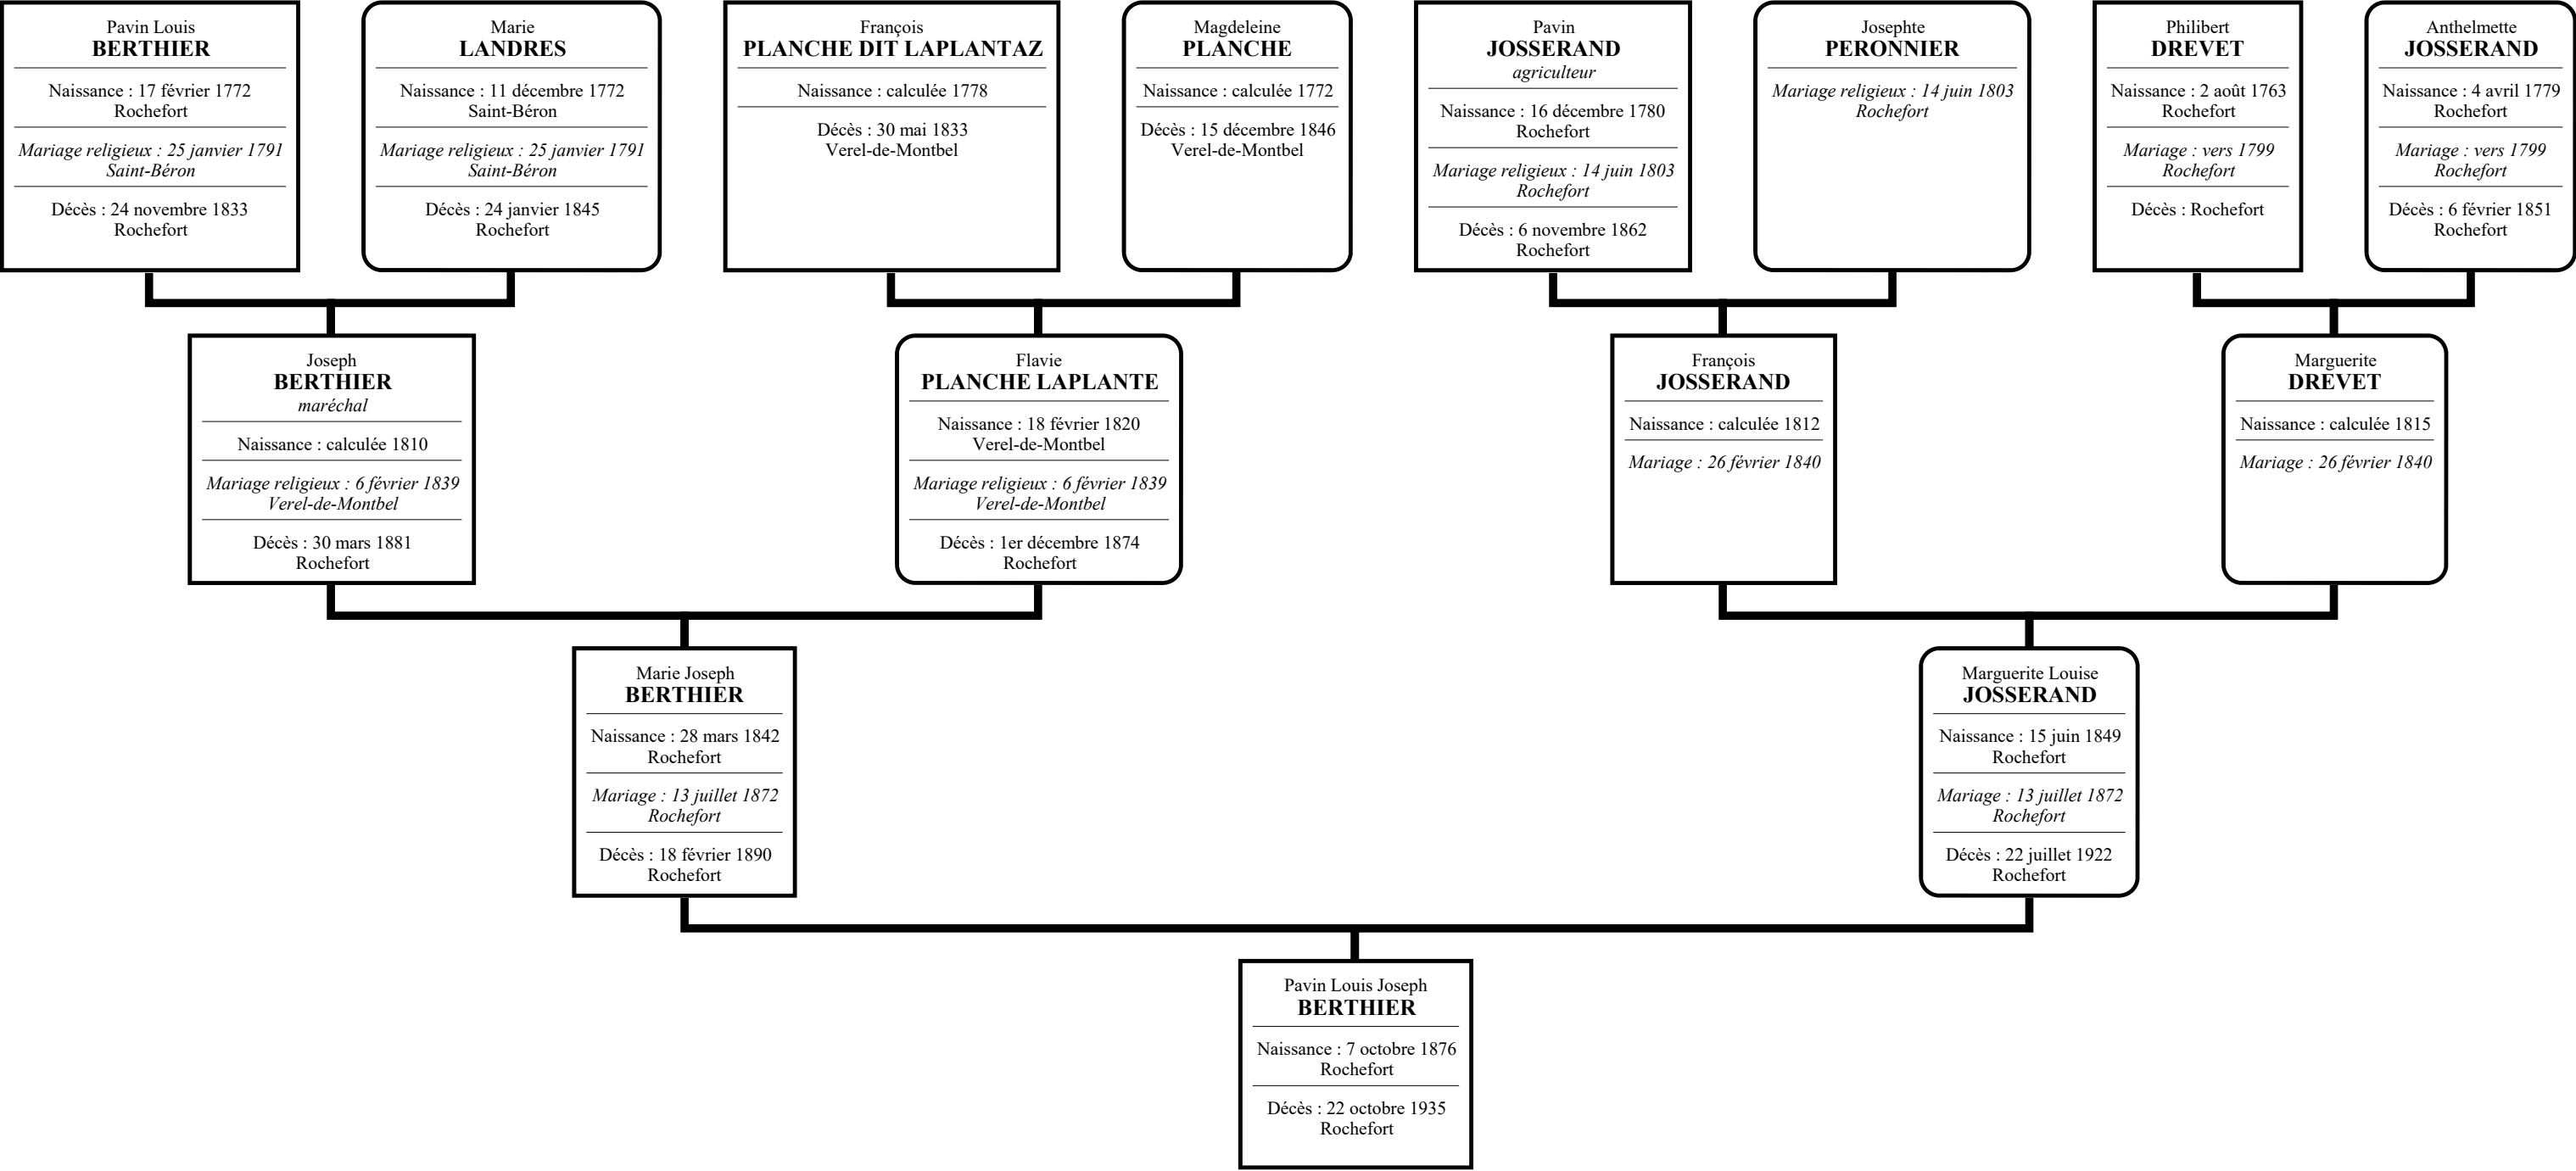 Pavin Louis
BERTHIER
Naissance : 17 février 1772
Rochefort
Mariage religieux : 25 janvier 1791
Saint-Béron
Décès : 24 novembre 1833
Rochefort
Marie
LANDRES
Naissance : 11 décembre 1772
Saint-Béron
Mariage religieux : 25 janvier 1791
Saint-Béron
Décès : 24 janvier 1845
Rochefort
François
PLANCHE DIT LAPLANTAZ
Naissance : calculée 1778
Décès : 30 mai 1833
Verel-de-Montbel
Magdeleine
PLANCHE
Naissance : calculée 1772
Décès : 15 décembre 1846
Verel-de-Montbel
Pavin
JOSSERAND
agriculteur
Naissance : 16 décembre 1780
Rochefort
Mariage religieux : 14 juin 1803
Rochefort
Décès : 6 novembre 1862
Rochefort
Josephte
PERONNIER
Mariage religieux : 14 juin 1803
Rochefort
Philibert
DREVET
Naissance : 2 août 1763
Rochefort
Mariage : vers 1799
Rochefort
Décès : Rochefort
Anthelmette
JOSSERAND
Naissance : 4 avril 1779
Rochefort
Mariage : vers 1799
Rochefort
Décès : 6 février 1851
Rochefort
Joseph
BERTHIER
maréchal
Naissance : calculée 1810
Mariage religieux : 6 février 1839
Verel-de-Montbel
Décès : 30 mars 1881
Rochefort
Flavie
PLANCHE LAPLANTE
Naissance : 18 février 1820
Verel-de-Montbel
Mariage religieux : 6 février 1839
Verel-de-Montbel
Décès : 1er décembre 1874
Rochefort
François
JOSSERAND
Naissance : calculée 1812
Mariage : 26 février 1840
Marguerite
DREVET
Naissance : calculée 1815
Mariage : 26 février 1840
Marie Joseph
BERTHIER
Naissance : 28 mars 1842
Rochefort
Mariage : 13 juillet 1872
Rochefort
Décès : 18 février 1890
Rochefort
Marguerite Louise
JOSSERAND
Naissance : 15 juin 1849
Rochefort
Mariage : 13 juillet 1872
Rochefort
Décès : 22 juillet 1922
Rochefort
Pavin Louis Joseph
BERTHIER
Naissance : 7 octobre 1876
Rochefort
Décès : 22 octobre 1935
Rochefort